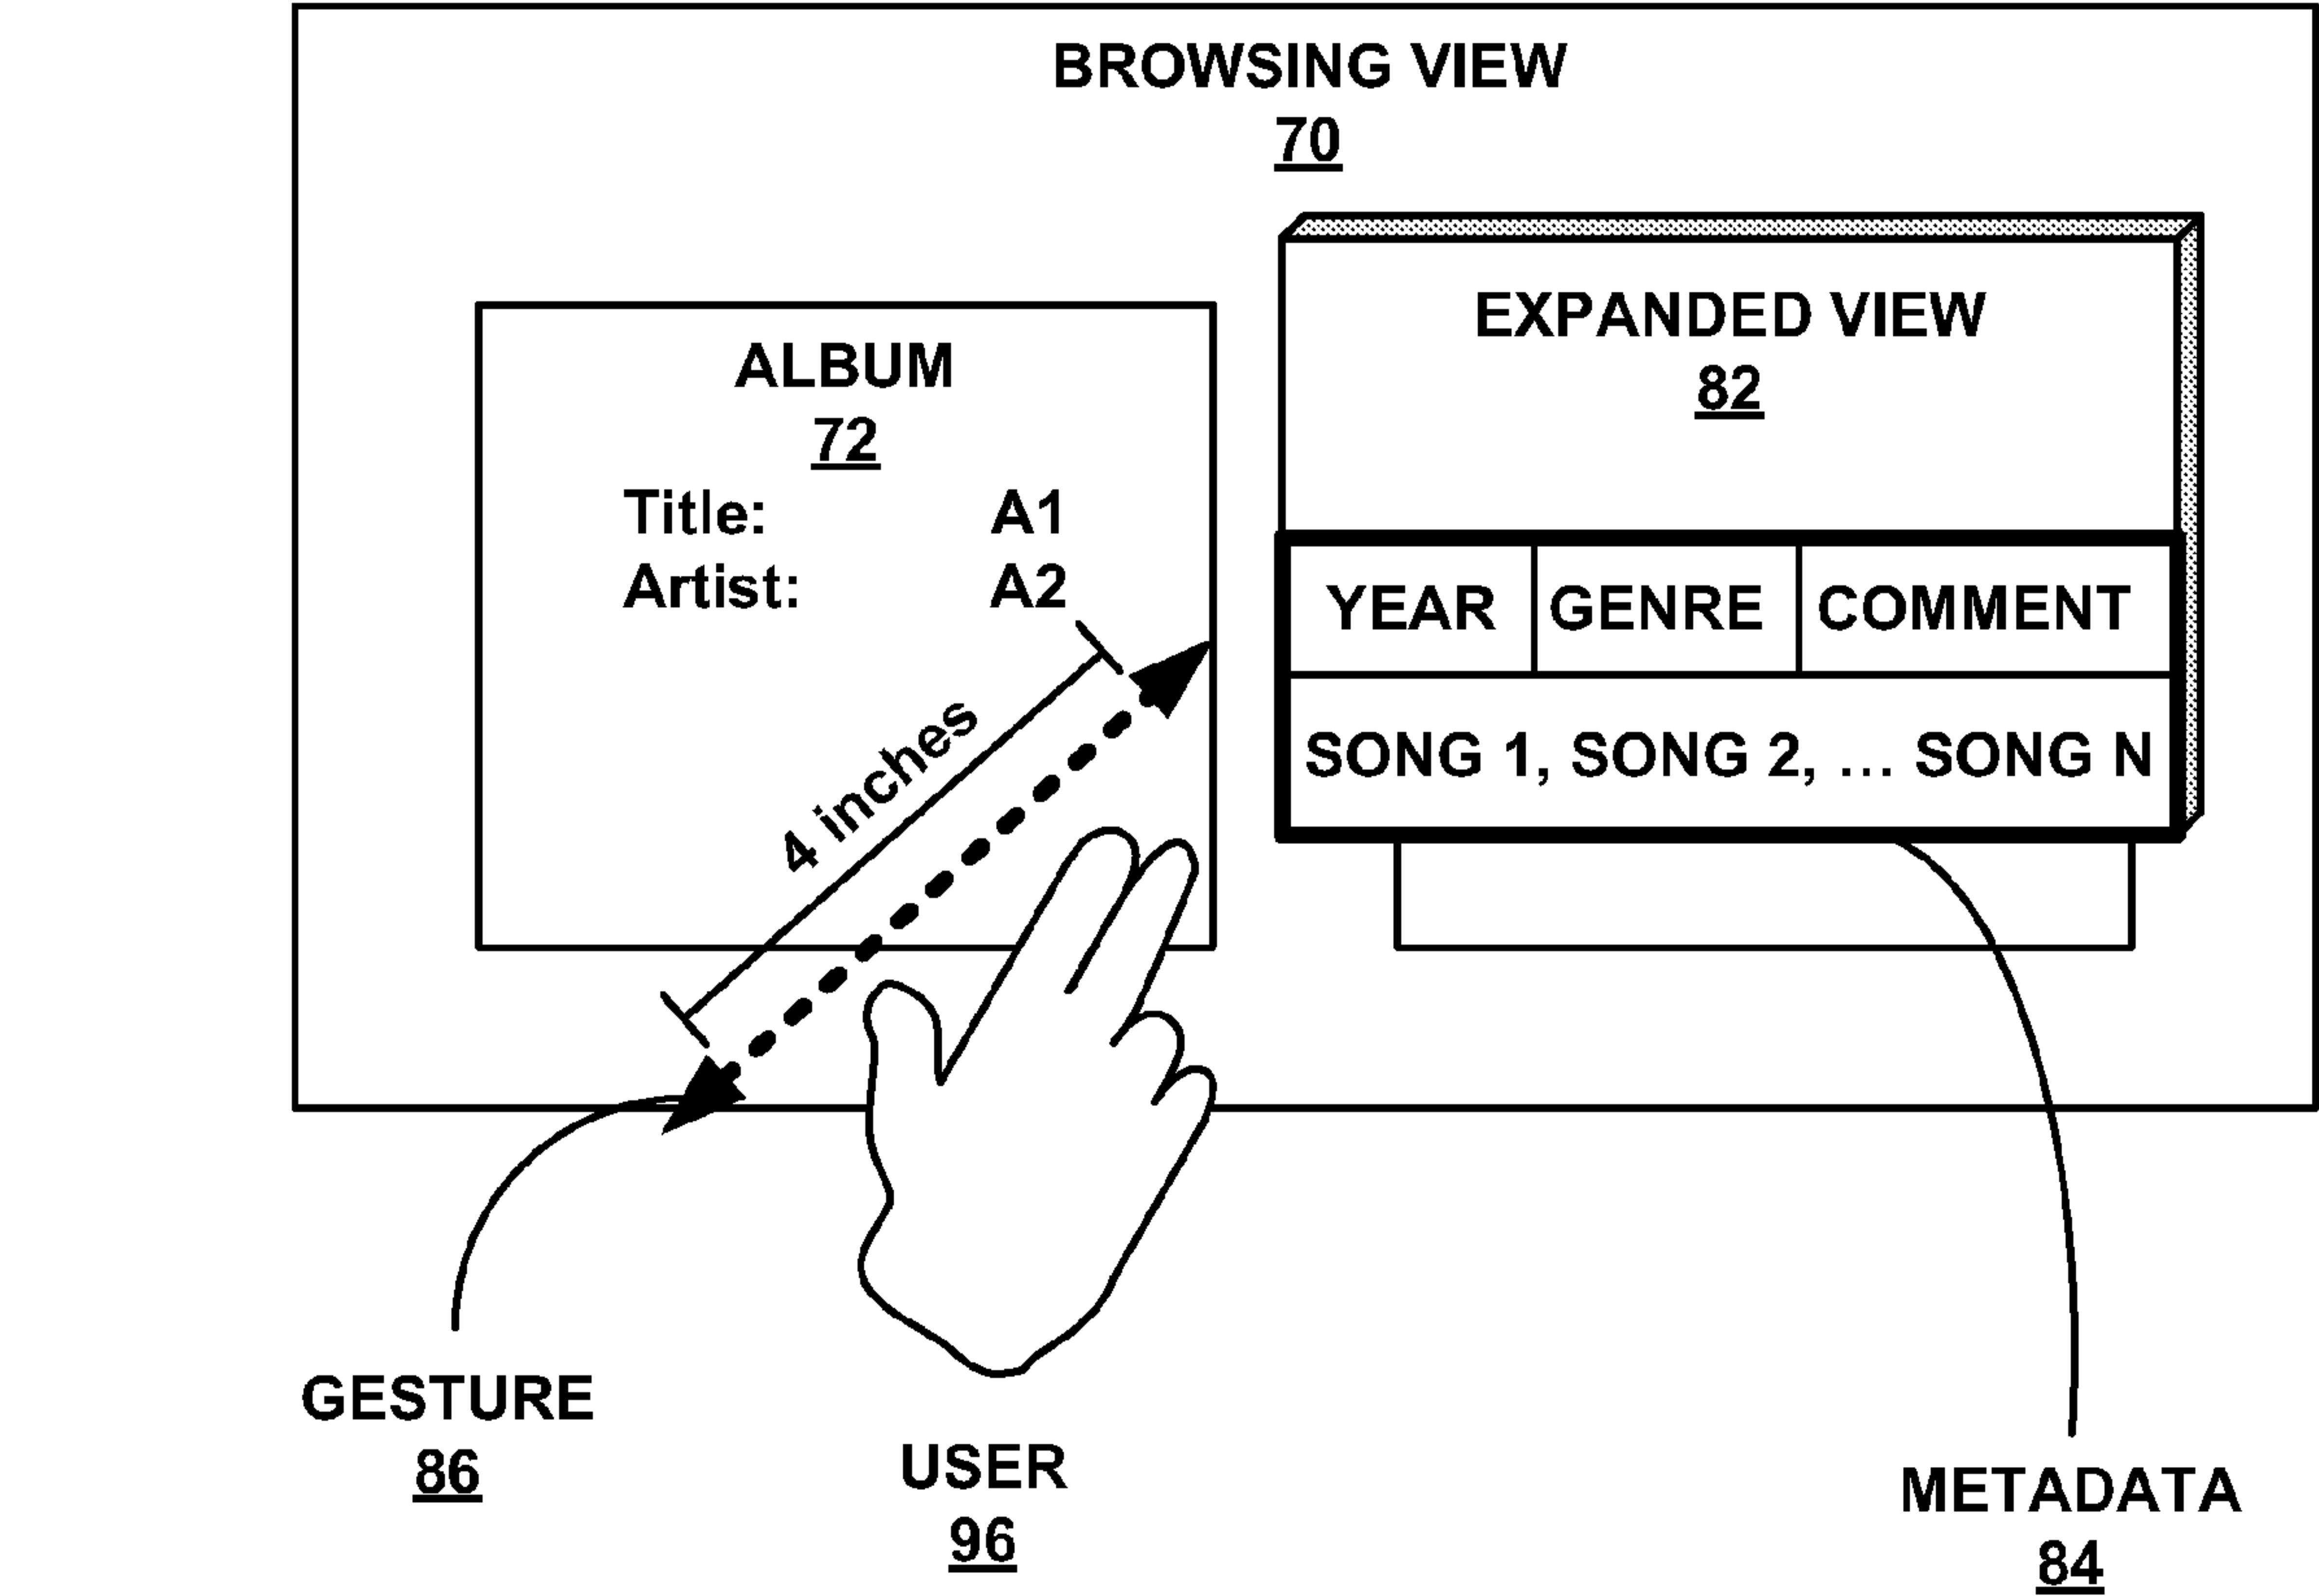 BROWSING VIEW
70
ALBUM
72
Title: A1
Artist: A2
4 inches
EXPANDED VIEW
82
YEAR GENRE COMMENT
SONG 1, SONG 2, ... SONG N
GESTURE
86
USER
96
METADATA
84